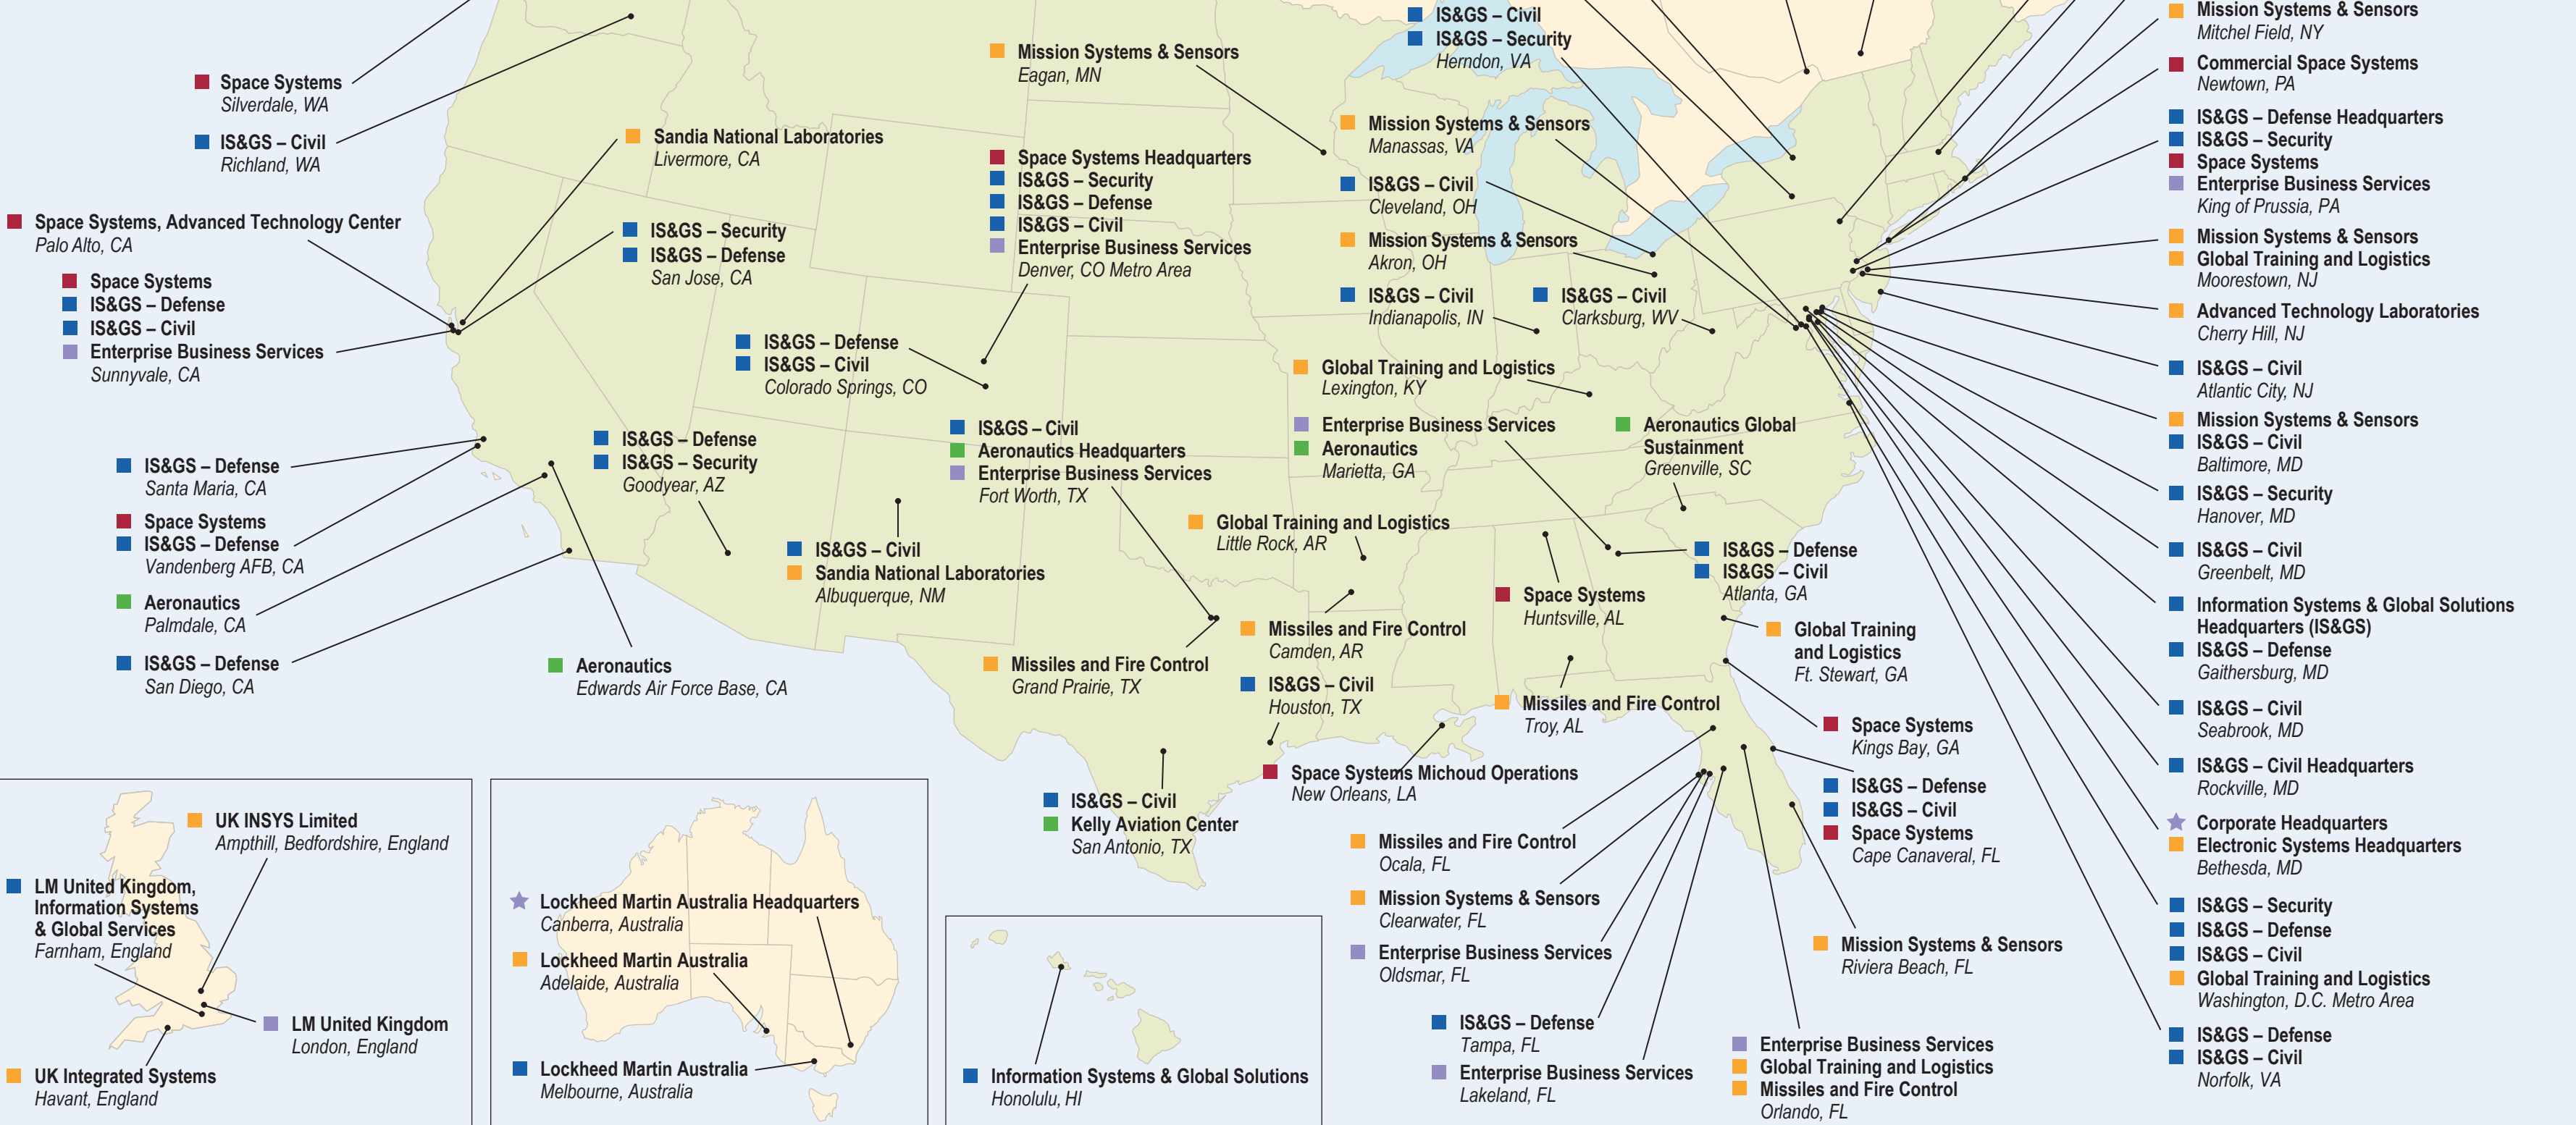 Space Systems
Silverdale, WA
IS&GS – Civil
Richland, WA
Space Systems, Advanced Technology Center
Palo Alto, CA
Space Systems
IS&GS – Defense
IS&GS – Civil
Enterprise Business Services
Sunnyvale, CA
Sandia National Laboratories
Livermore, CA
IS&GS – Security
IS&GS – Defense
San Jose, CA
IS&GS – Defense
IS&GS – Civil
Colorado Springs, CO
Mission Systems & Sensors
Eagan, MN
Space Systems Headquarters
IS&GS – Security
IS&GS – Defense
IS&GS – Civil
Enterprise Business Services
Denver, CO Metro Area
IS&GS – Civil
IS&GS – Security
Herndon, VA
Mission Systems & Sensors
Manassas, VA
IS&GS – Civil
Cleveland, OH
Mission Systems & Sensors
Akron, OH
IS&GS – Civil
Indianapolis, IN
IS&GS – Civil
Clarksburg, WV
Global Training and Logistics
Lexington, KY
Enterprise Business Services
Aeronautics
Marietta, GA
Aeronautics Global
Sustainment
Greenville, SC
IS&GS – Defense
Santa Maria, CA
Space Systems
IS&GS – Defense
Vandenberg AFB, CA
Aeronautics
Palmdale, CA
IS&GS – Defense
San Diego, CA
IS&GS – Defense
IS&GS – Security
Goodyear, AZ
Aeronautics
Edwards Air Force Base, CA
IS&GS – Civil
Sandia National Laboratories
Albuquerque, NM
IS&GS – Civil
Aeronautics Headquarters
Enterprise Business Services
Fort Worth, TX
Global Training and Logistics
Little Rock, AR
Missiles and Fire Control
Grand Prairie, TX
Missiles and Fire Control
Camden, AR
IS&GS – Civil
Houston, TX
Space Systems
Huntsville, AL
IS&GS – Defense
IS&GS – Civil
Atlanta, GA
Global Training
and Logistics
Ft. Stewart, GA
Missiles and Fire Control
Troy, AL
Space Systems
Kings Bay, GA
Space Systems Michoud Operations
New Orleans, LA
IS&GS – Civil
Kelly Aviation Center
San Antonio, TX
IS&GS – Defense
IS&GS – Civil
Space Systems
Cape Canaveral, FL
Missiles and Fire Control
Ocala, FL
Mission Systems & Sensors
Clearwater, FL
Enterprise Business Services
Oldsmar, FL
IS&GS – Defense
Tampa, FL
Enterprise Business Services
Lakeland, FL
Mission Systems & Sensors
Riviera Beach, FL
Enterprise Business Services
Global Training and Logistics
Missiles and Fire Control
Orlando, FL
Mission Systems & Sensors
Mitchel Field, NY
Commercial Space Systems
Newtown, PA
IS&GS – Defense Headquarters
IS&GS – Security
Space Systems
Enterprise Business Services
King of Prussia, PA
Mission Systems & Sensors
Global Training and Logistics
Moorestown, NJ
Advanced Technology Laboratories
Cherry Hill, NJ
IS&GS – Civil
Atlantic City, NJ
Mission Systems & Sensors
IS&GS – Civil
Baltimore, MD
IS&GS – Security
Hanover, MD
IS&GS – Civil
Greenbelt, MD
Information Systems & Global Solutions
Headquarters (IS&GS)
IS&GS – Defense
Gaithersburg, MD
IS&GS – Civil
Seabrook, MD
IS&GS – Civil Headquarters
Rockville, MD
Corporate Headquarters
Electronic Systems Headquarters
Bethesda, MD
IS&GS – Security
IS&GS – Defense
IS&GS – Civil
Global Training and Logistics
Washington, D.C. Metro Area
IS&GS – Defense
IS&GS – Civil
Norfolk, VA
UK INSYS Limited
Ampthill, Bedfordshire, England
LM United Kingdom,
Information Systems
& Global Services
Farnham, England
LM United Kingdom
London, England
UK Integrated Systems
Havant, England
Lockheed Martin Australia Headquarters
Canberra, Australia
Lockheed Martin Australia
Adelaide, Australia
Lockheed Martin Australia
Melbourne, Australia
Information Systems & Global Solutions
Honolulu, HI